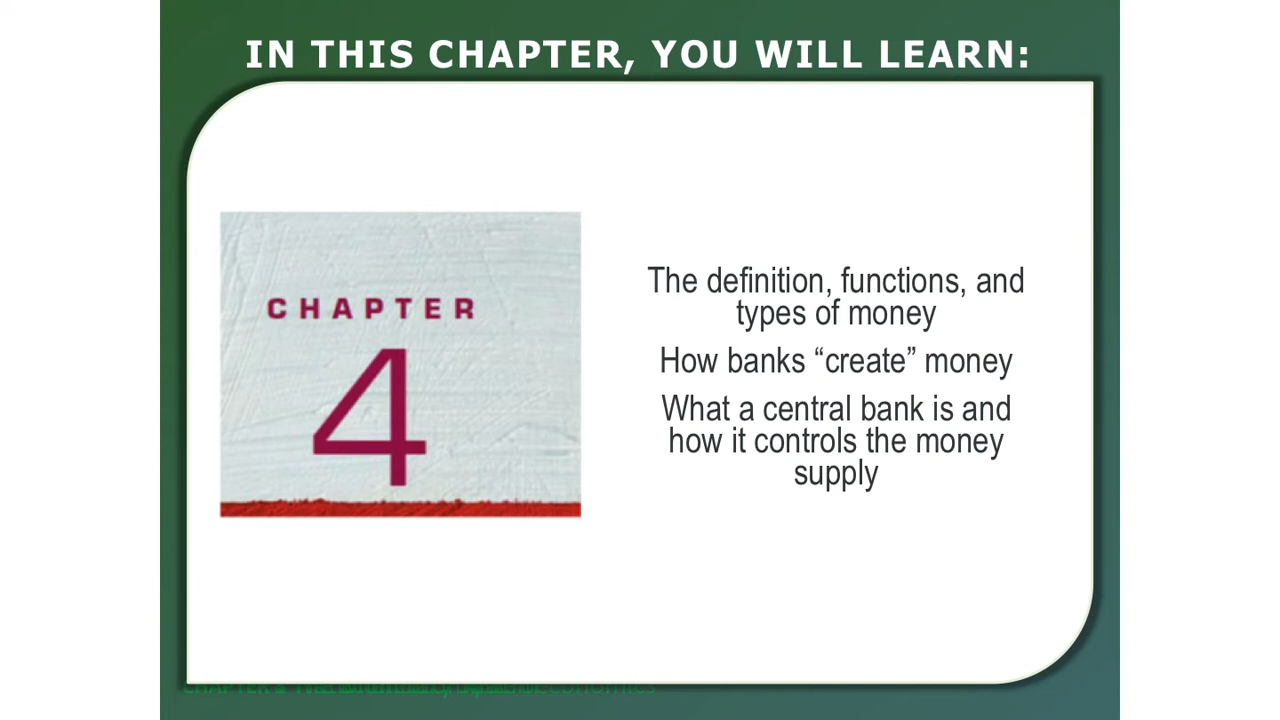 IN THIS CHAPTER, YOU WILL LEARN:
CHAPTER
4
The definition, functions, and
types of money
How banks “create” money
What a central bank is and
how it controls the money
supply
CHAPTER